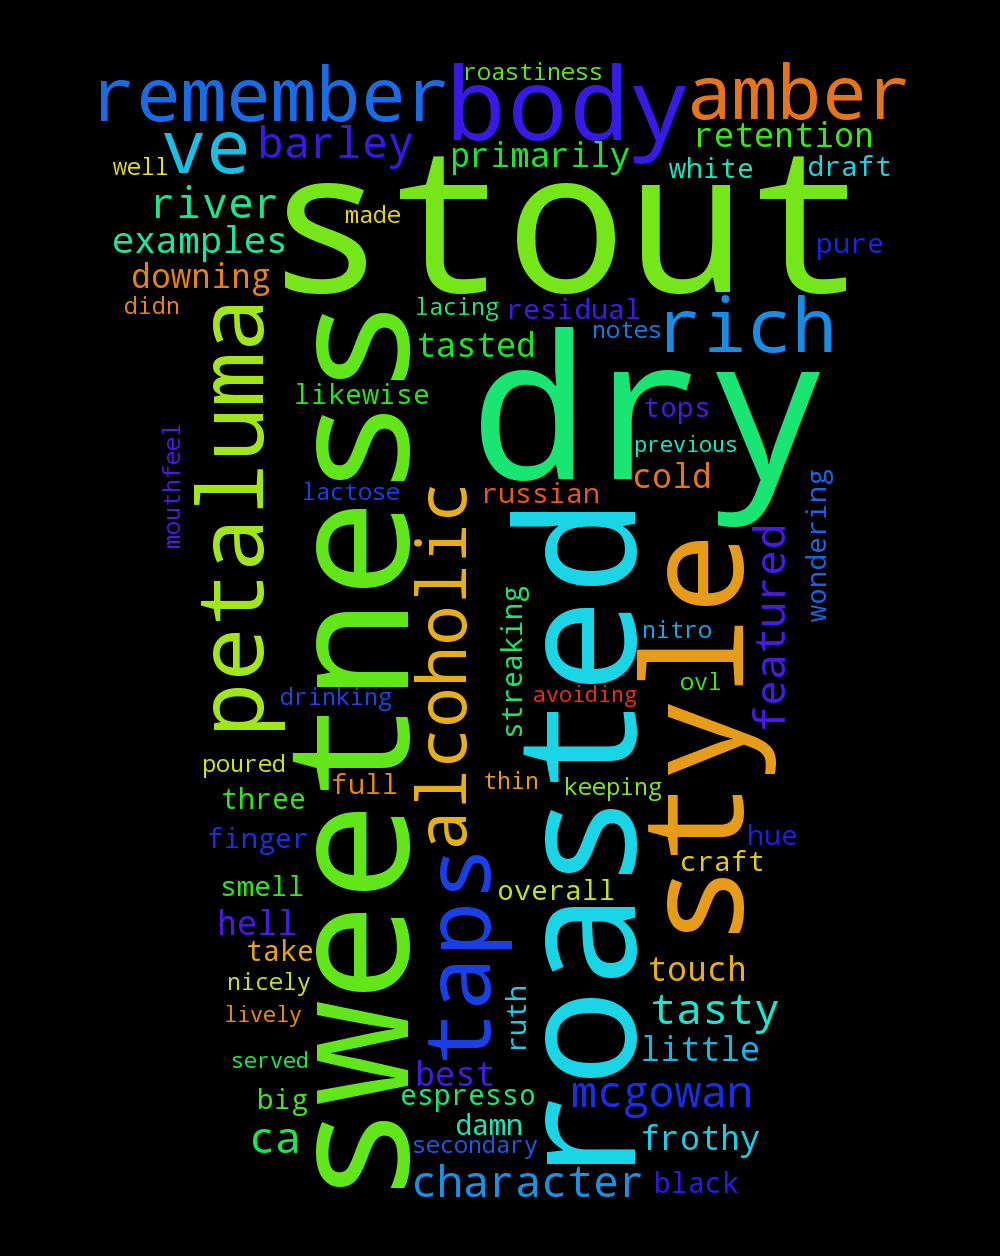 roastiness
remember
body
amber
ve
barley
primarily
retention
well
white
draft
stout
river
made
examples
pure
downing
didn
lacing
residual
notes
rich
petaluma
sweetness
tasted
dry
likewise
tops
previous
mouthfeel
lactose
russian
cold
wondering
alcoholic
roasted
style
featured
streaking
nitro
drinking
avoiding
ovl
poured
full
thin
keeping
three
finger
hue
craft
smell
taps
overall
hell
take
touch
nicely
ruth
lively
tasty
served
little
best
big
espresso
mcgowan
damn
ca
secondary
frothy
character
black